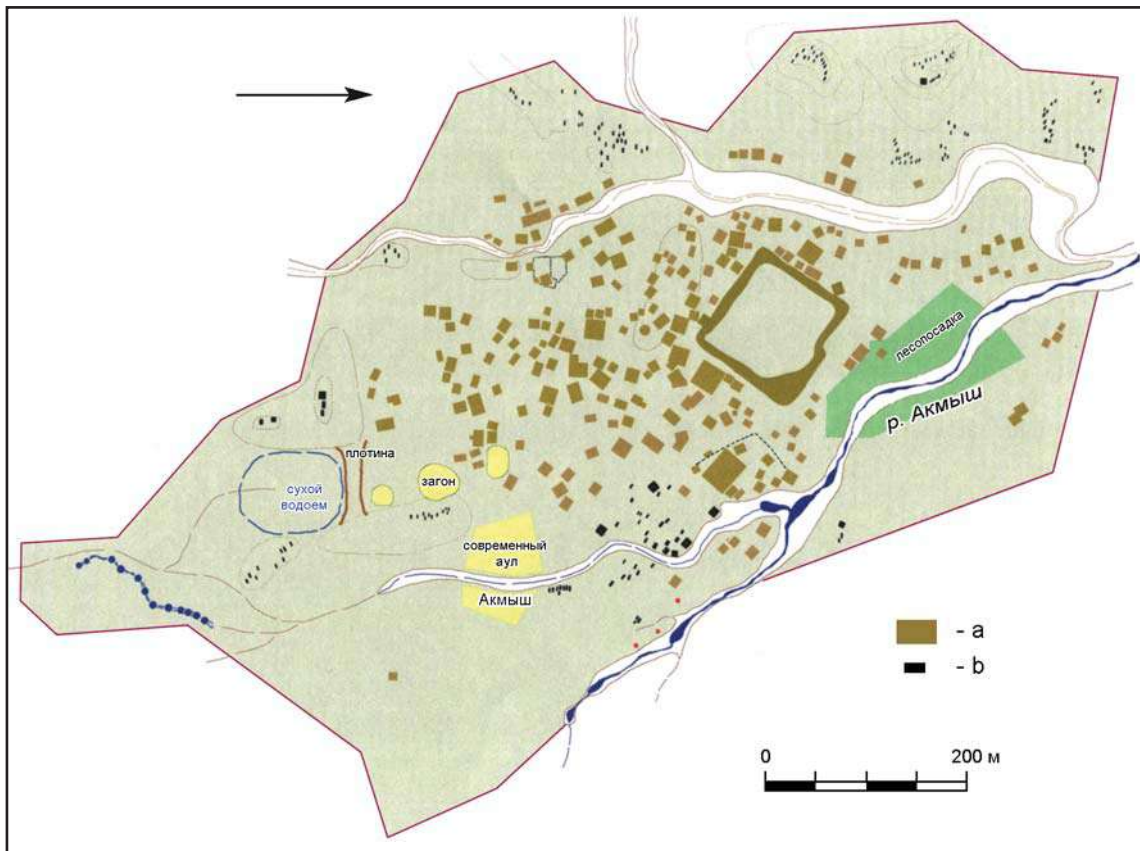 лесопосадка
р. Акмыш
плотина
сухой
водоем
загон
современный
аул
Акмыш
- a
- b
0 200 м